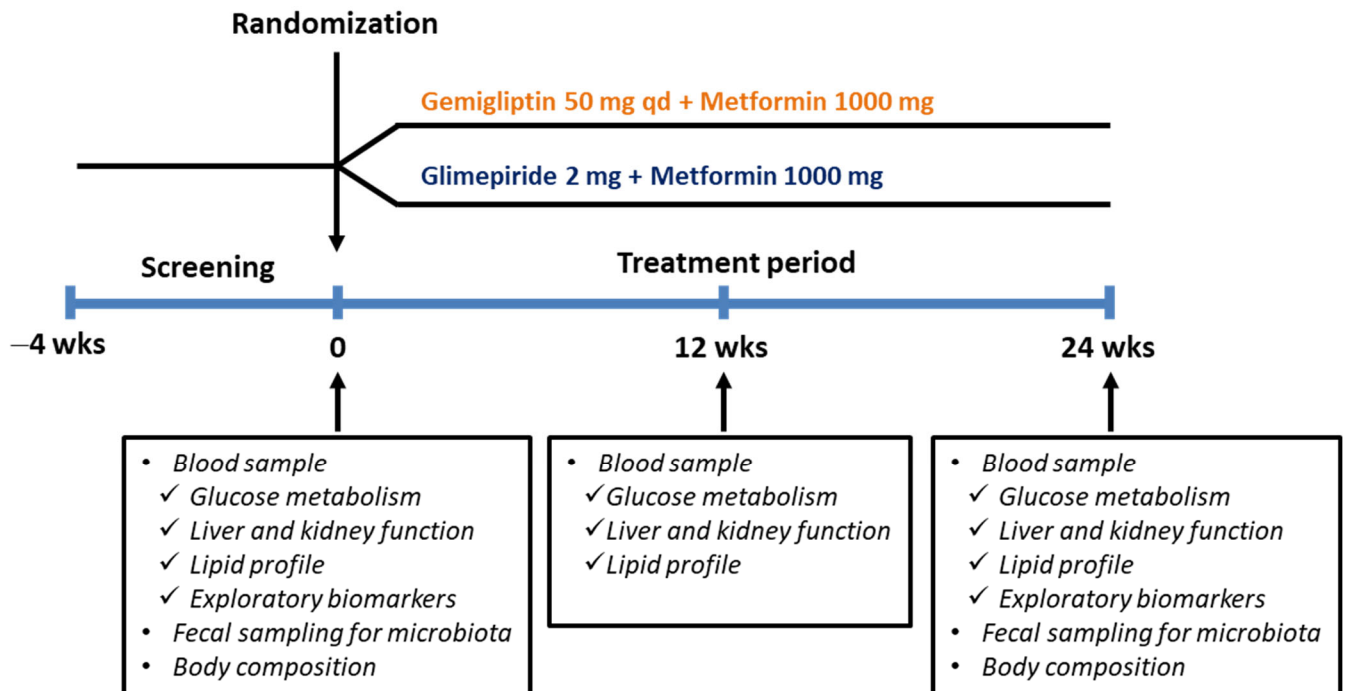 Randomization
Gemigliptin 50 mg qd + Metformin 1000 mg
Glimepiride 2 mg + Metformin 1000 mg
Screening
Treatment period
–4 wks
0
12 wks
24 wks
• Blood sample
✓ Glucose metabolism
✓ Liver and kidney function
✓ Lipid profile
✓ Exploratory biomarkers
• Fecal sampling for microbiota
• Body composition
• Blood sample
✓ Glucose metabolism
✓ Liver and kidney function
✓ Lipid profile
• Blood sample
✓ Glucose metabolism
✓ Liver and kidney function
✓ Lipid profile
✓ Exploratory biomarkers
• Fecal sampling for microbiota
• Body composition